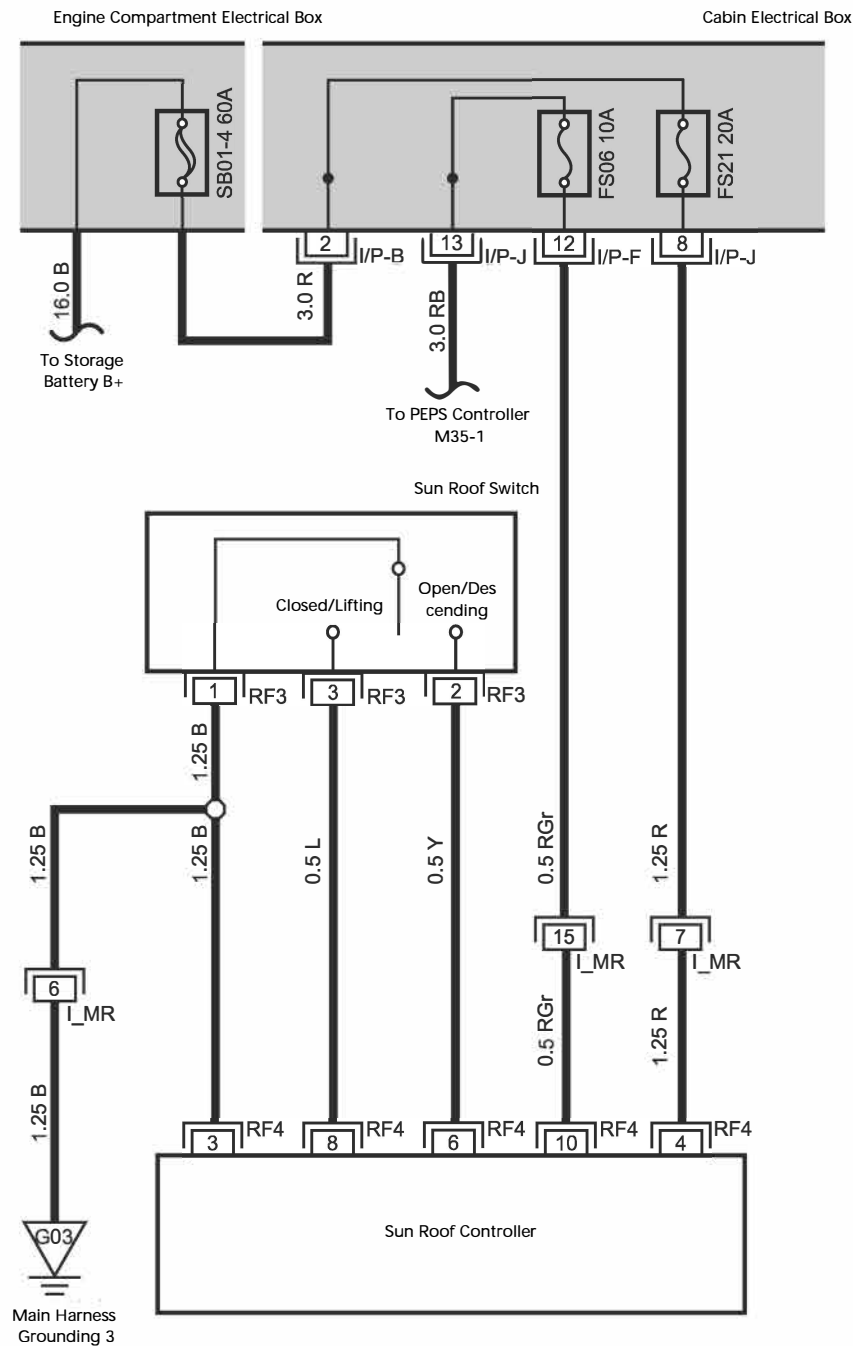 Engine Compartment Electrical Box
Cabin Electrical Box
SB01-4 60A
FS06 10A
FS21 20A
2
I/P-B
13
I/P-J
12
I/P-F
8
I/P-J
16.0 B
3.0 R
3.0 RB
To Storage
Battery B+
To PEPS Controller
M35-1
Sun Roof Switch
Closed/Lifting
Open/Des
cending
1
RF3
3
RF3
2
RF3
1.25 B
1.25 B
1.25 B
0.5 L
0.5 Y
0.5 RGr
1.25 R
15
I_MR
7
I_MR
6
I_MR
0.5 RGr
1.25 R
1.25 B
3
RF4
8
RF4
6
RF4
10
RF4
4
RF4
Sun Roof Controller
G03
Main Harness
Grounding 3